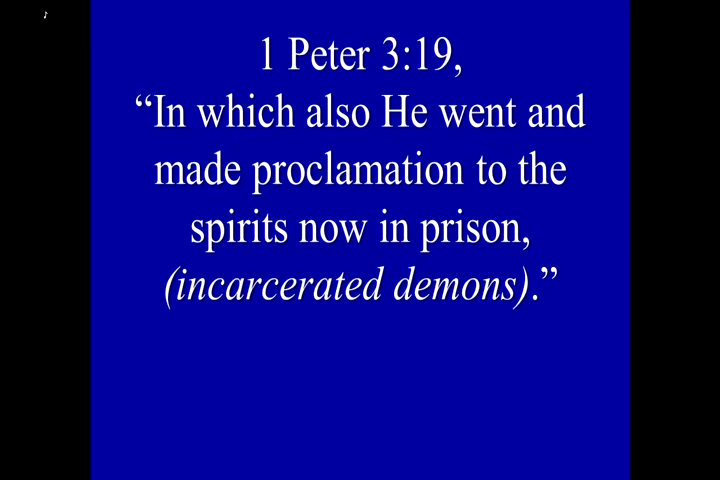 ♪
1 Peter 3:19,
“In which also He went and
made proclamation to the
spirits now in prison,
(incarcerated demons).”